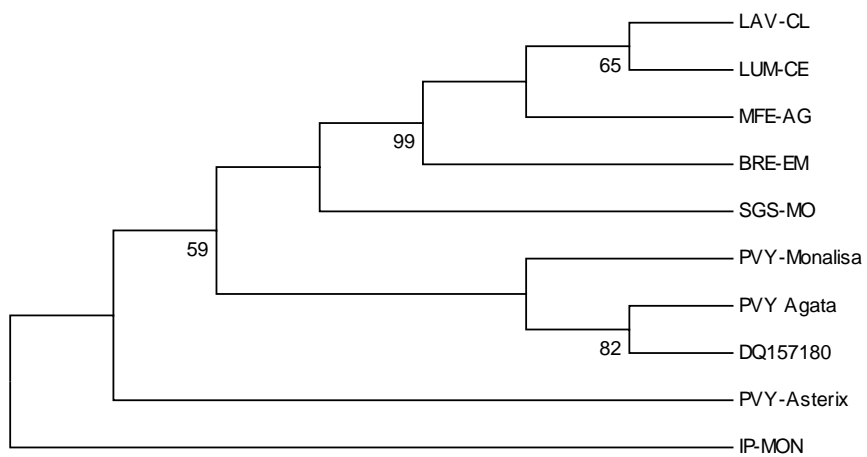 LAV-CL
65
LUM-CE
MFE-AG
99
BRE-EM
SGS-MO
59
PVY-Monalisa
PVY Agata
82
DQ157180
PVY-Asterix
IP-MON